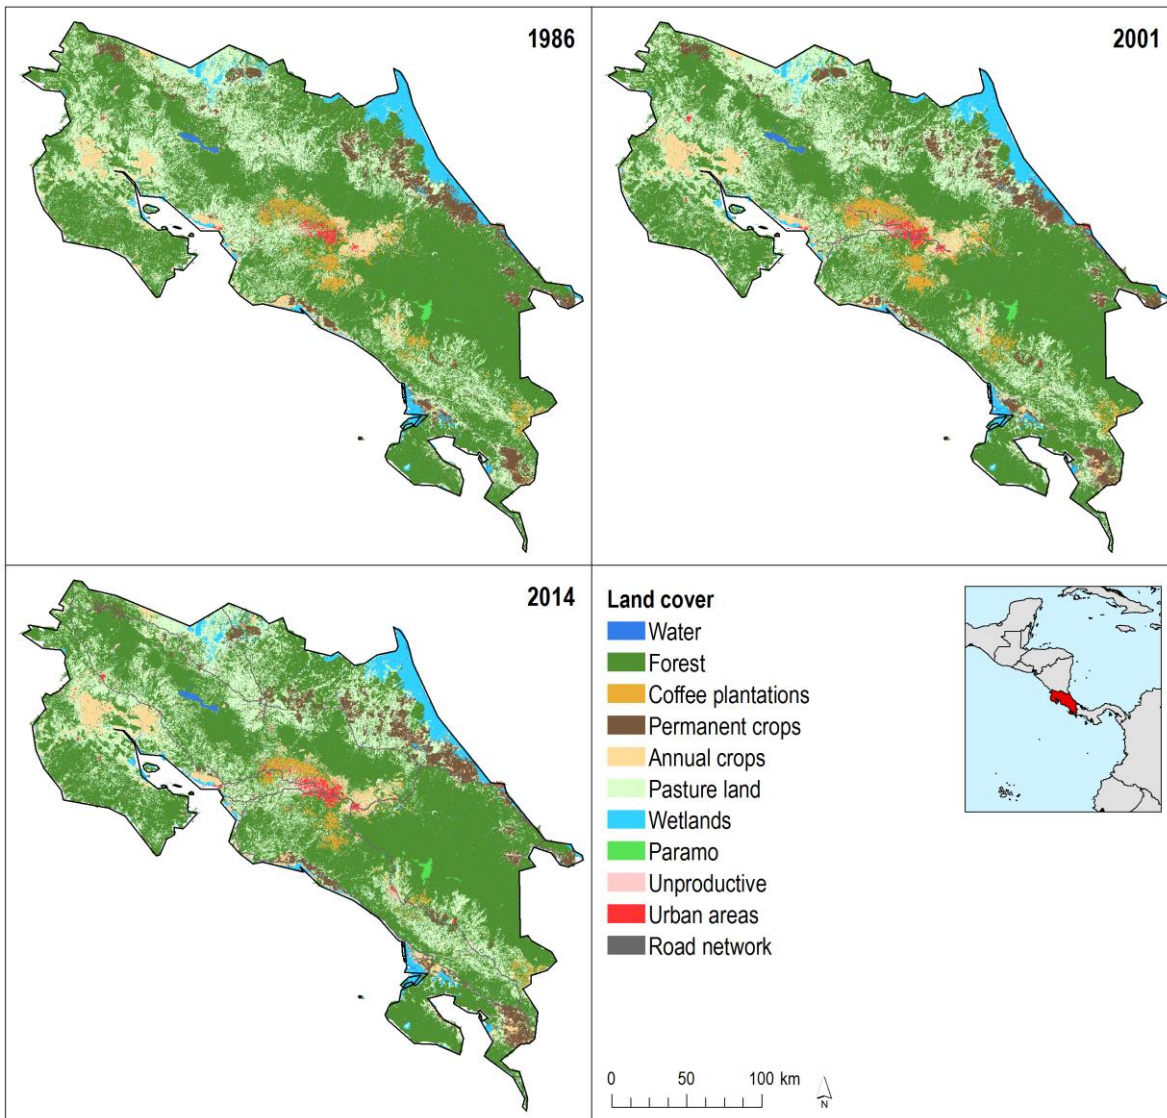 1986
2001
2014
Land cover
Water
Forest
Coffee plantations
Permanent crops
Annual crops
Pasture land
Wetlands
Paramo
Unproductive
Urban areas
Road network
0 50 100 km
N